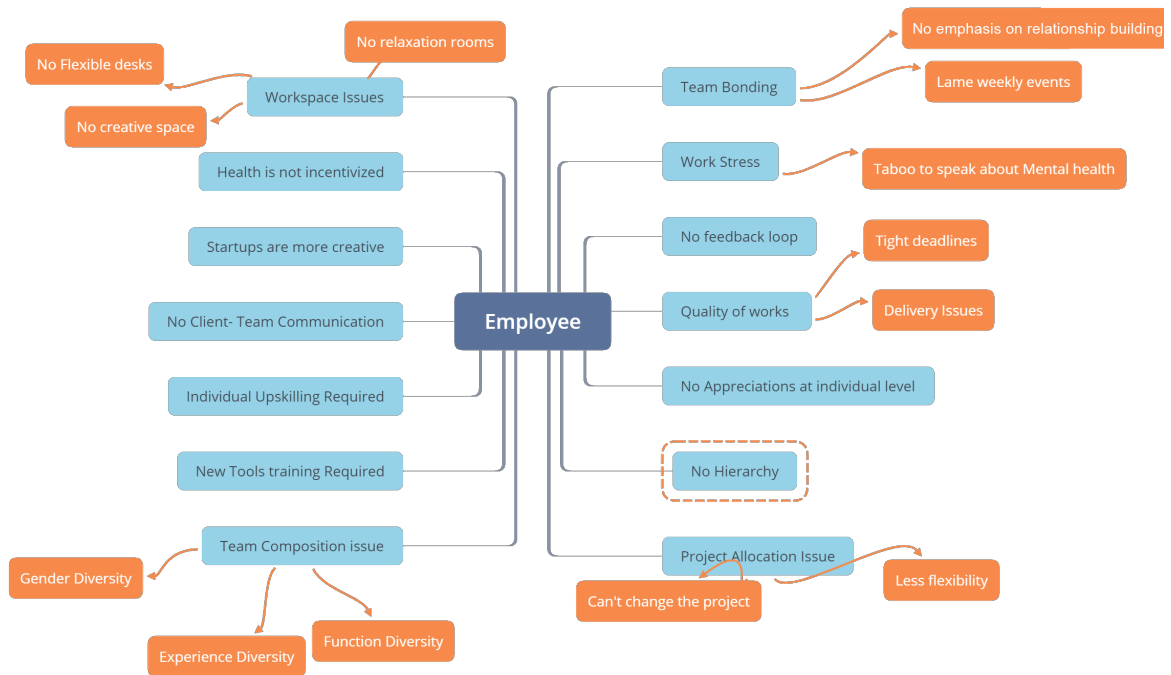 No relaxation rooms
No Flexible desks
Workspace Issues
No creative space
Health is not incentivized
Startups are more creative
No Client- Team Communication
Individual Upskilling Required
New Tools training Required
Team Composition issue
Gender Diversity
Experience Diversity
Function Diversity
Employee
No emphasis on relationship building
Team Bonding
Lame weekly events
Work Stress
Taboo to speak about Mental health
No feedback loop
Tight deadlines
Quality of works
Delivery Issues
No Appreciations at individual level
No Hierarchy
Project Allocation Issue
Less flexibility
Can't change the project